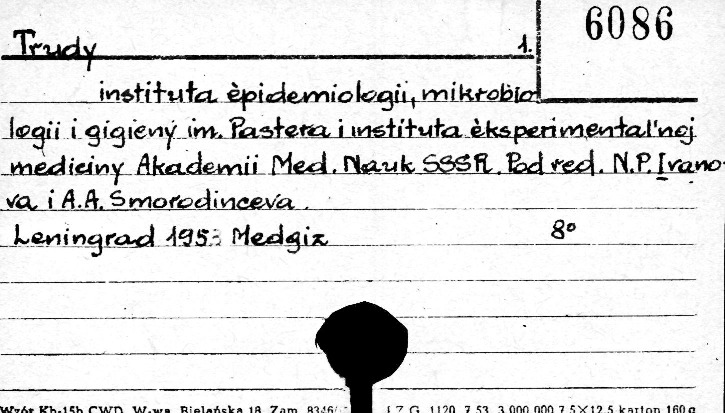 6086
Trudy 1.
instituta èpidemiologii, mikrobio
logii i gigieny im. Pastera i instituta èksperimental'noj
mediciny Akademii Med. Nauk SSSR. Pod red. N.P. Ivano-
va i A.A. Smorodinceva.
Leningrad 195 Medgiz 8°
Wzór Kb-15b CWD, W-wa, Bielańska 18, Zam. 8346 Z.G. 1120 7.53 3.000.000 7,5×12,5 karton 160 g